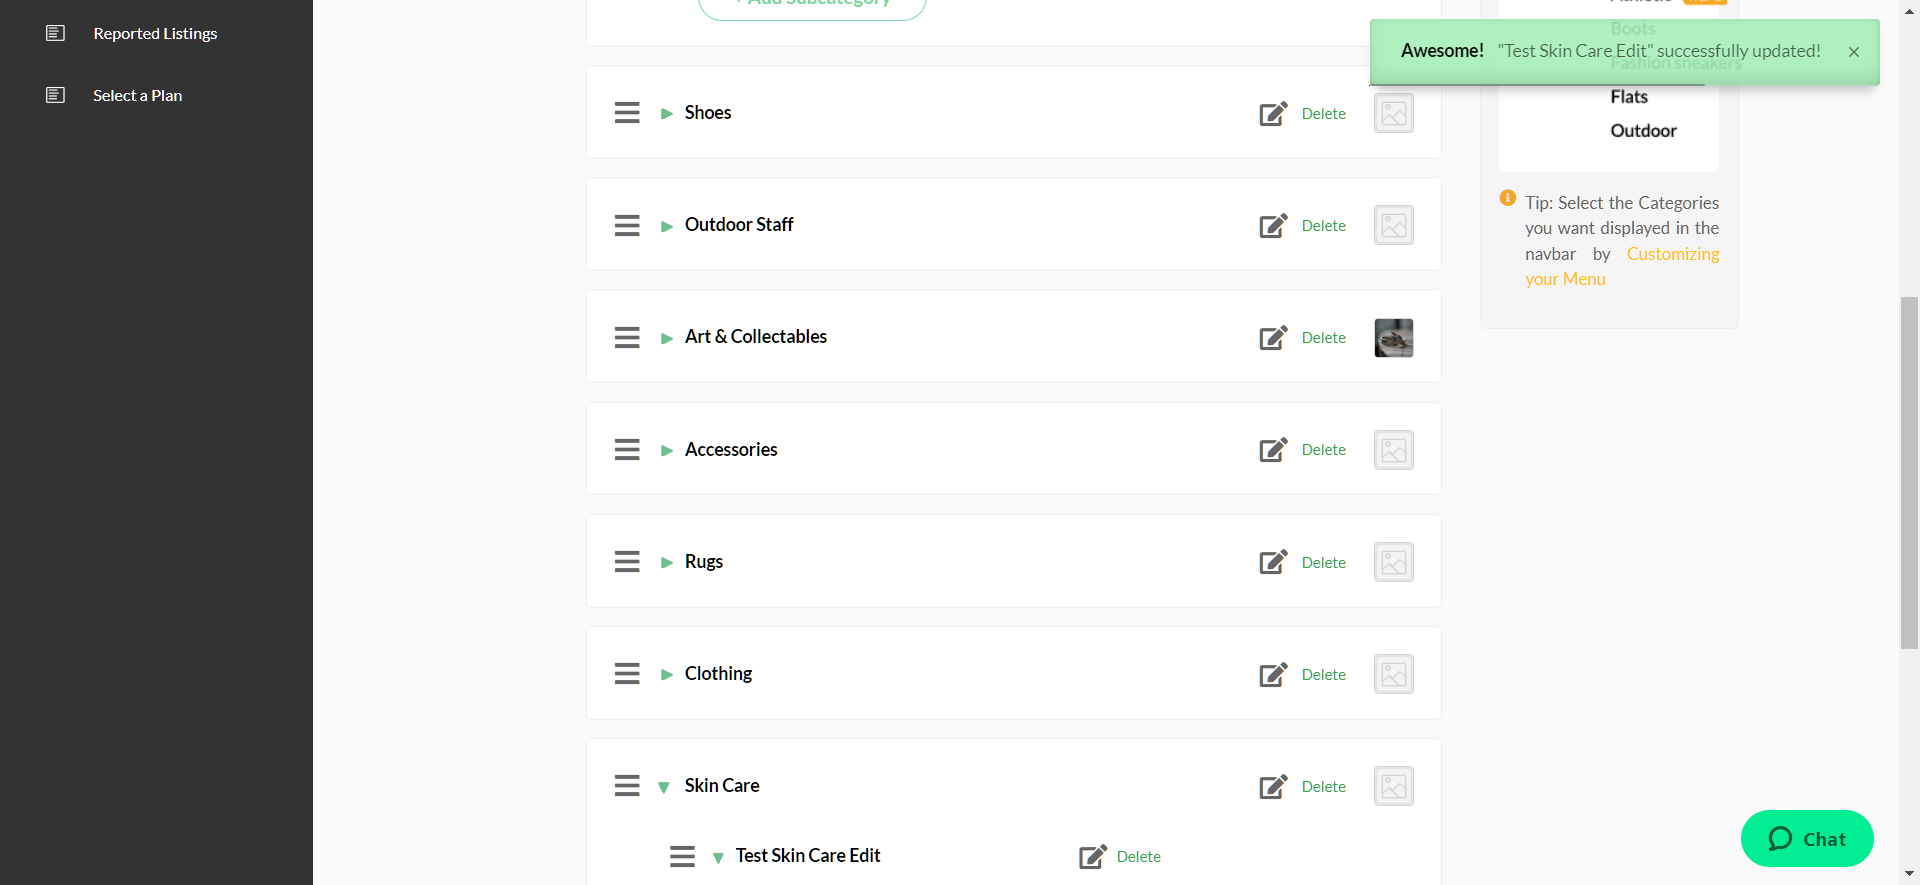 Reported Listings
Select a Plan
+ Add Subcategory
Awesome! "Test Skin Care Edit" successfully updated!
Boots
Fashion sneakers
Flats
Outdoor
Tip: Select the Categories
you want displayed in the
navbar by Customizing
your Menu
Shoes
Delete
Outdoor Staff
Delete
Art & Collectables
Delete
Accessories
Delete
Rugs
Delete
Clothing
Delete
Skin Care
Delete
Test Skin Care Edit
Delete
Chat